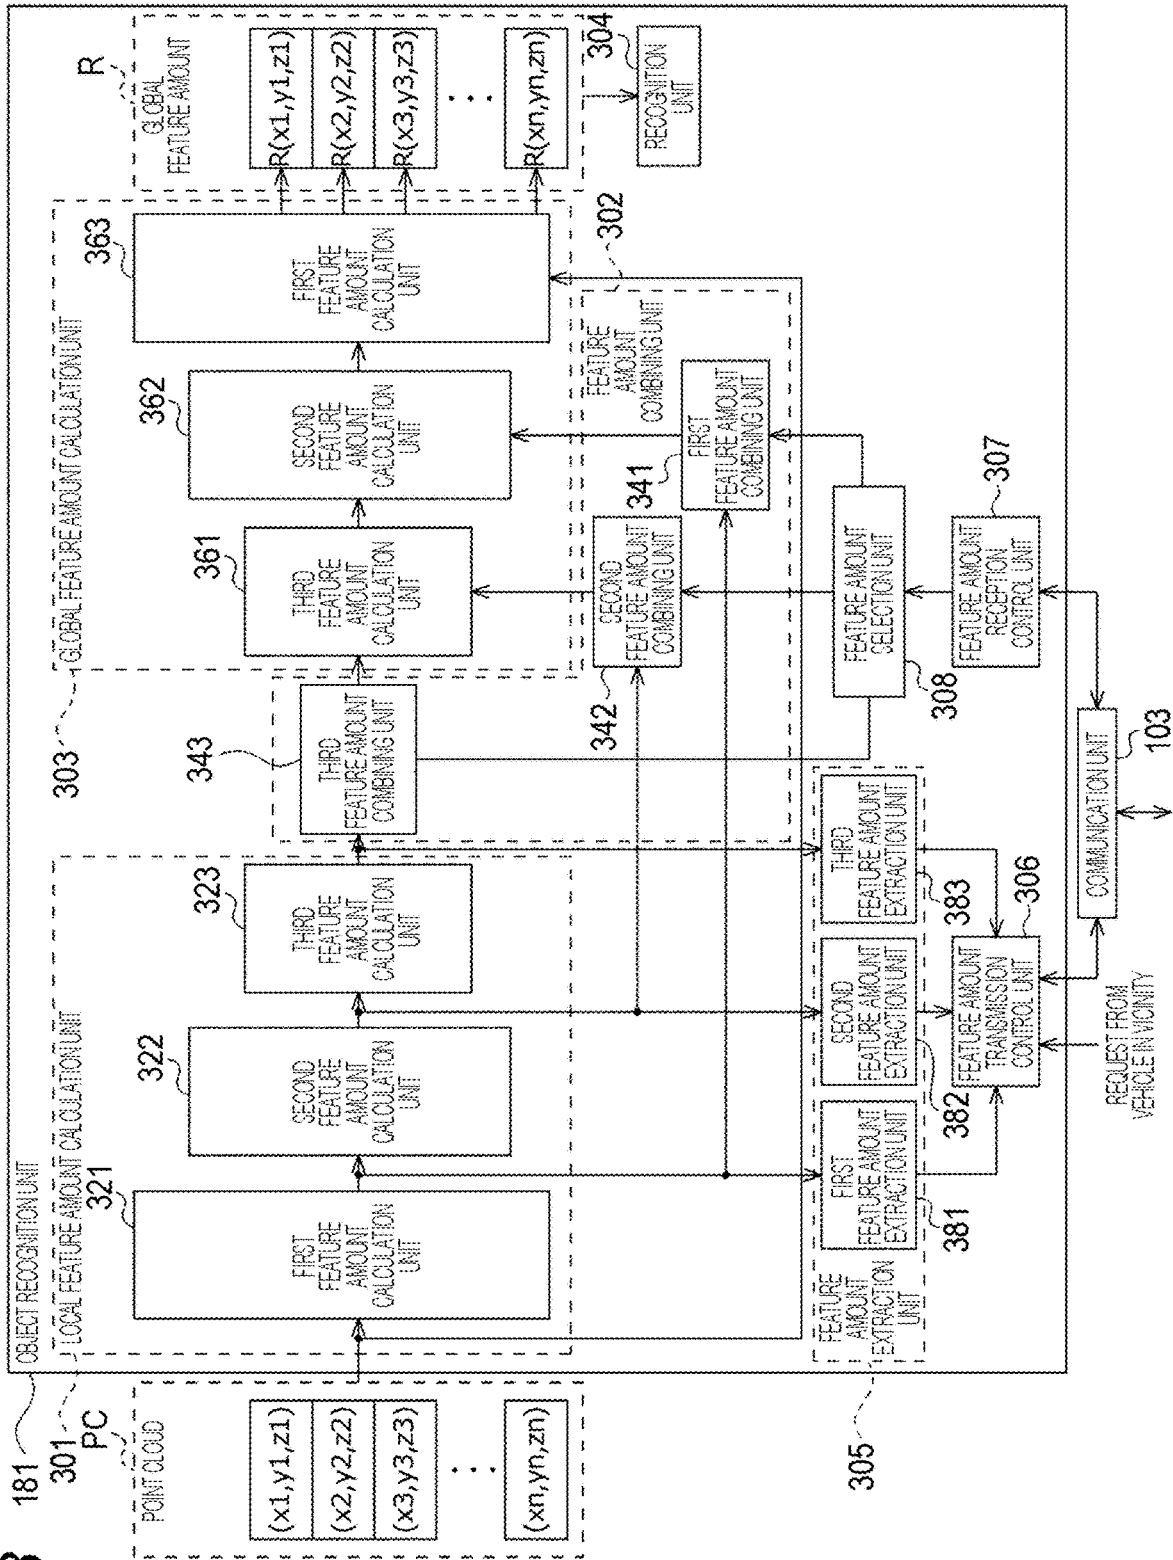 181
OBJECT RECOGNITION UNIT
301
LOCAL FEATURE AMOUNT CALCULATION UNIT
PC
POINT CLOUD
(x1,y1,z1)
(x2,y2,z2)
(x3,y3,z3)
(xn,yn,zn)
321
FIRST
FEATURE
AMOUNT
CALCULATION
UNIT
322
SECOND
FEATURE
AMOUNT
CALCULATION
UNIT
323
THIRD
FEATURE
AMOUNT
CALCULATION
UNIT
343
THIRD
FEATURE AMOUNT
COMBINING UNIT
303
GLOBAL FEATURE AMOUNT CALCULATION UNIT
361
THIRD
FEATURE
AMOUNT
CALCULATION
UNIT
362
SECOND
FEATURE
AMOUNT
CALCULATION
UNIT
363
FIRST
FEATURE
AMOUNT
CALCULATION
UNIT
R
GLOBAL
FEATURE AMOUNT
R(x1,y1,z1)
R(x2,y2,z2)
R(x3,y3,z3)
R(xn,yn,zn)
304
RECOGNITION
UNIT
302
FEATURE
AMOUNT
COMBINING UNIT
342
SECOND
FEATURE AMOUNT
COMBINING UNIT
341
FIRST
FEATURE AMOUNT
COMBINING UNIT
305
FEATURE
AMOUNT
EXTRACTION
UNIT
FIRST
FEATURE AMOUNT
EXTRACTION UNIT
381
SECOND
FEATURE AMOUNT
EXTRACTION UNIT
382
THIRD
FEATURE AMOUNT
EXTRACTION UNIT
383
FEATURE AMOUNT
SELECTION UNIT
308
306
FEATURE AMOUNT
TRANSMISSION
CONTROL UNIT
307
FEATURE AMOUNT
RECEPTION
CONTROL UNIT
REQUEST FROM
VEHICLE IN VICINITY
COMMUNICATION UNIT
103